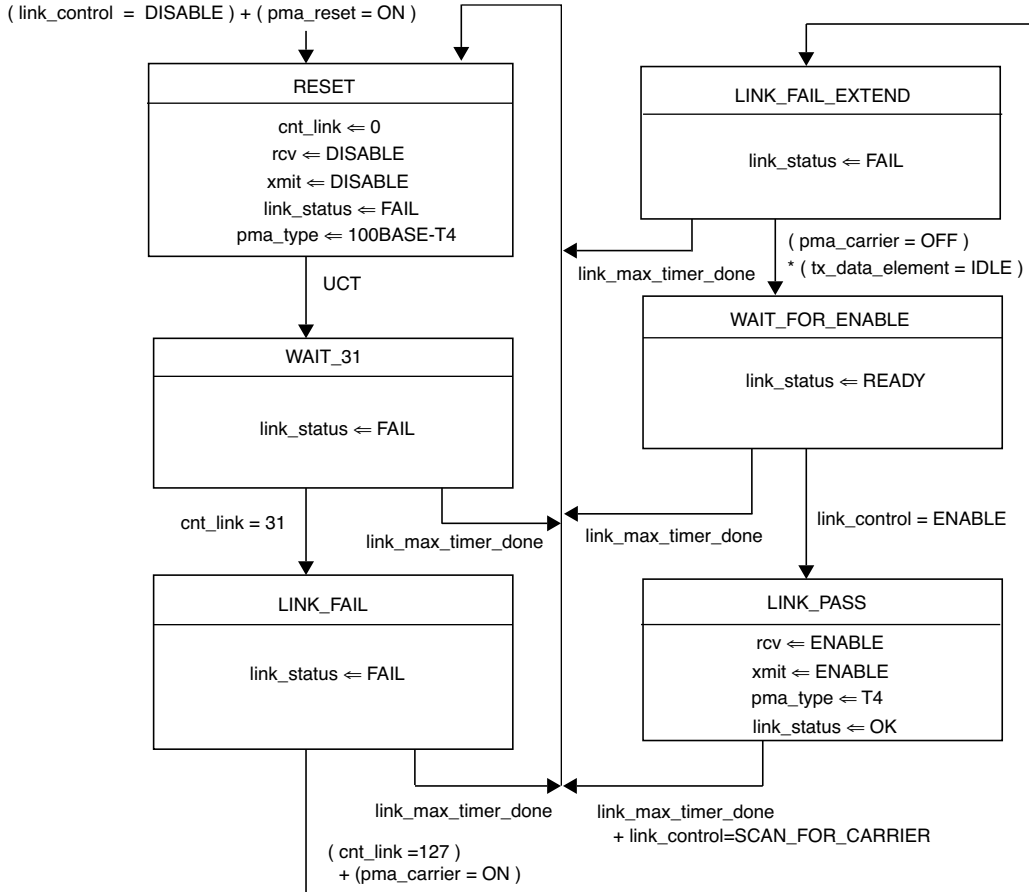 ( link_control = DISABLE ) + ( pma_reset = ON )
RESET
cnt_link ⇐ 0
rcv ⇐ DISABLE
xmit ⇐ DISABLE
link_status ⇐ FAIL
pma_type ⇐ 100BASE-T4
UCT
WAIT_31
link_status ⇐ FAIL
cnt_link = 31
link_max_timer_done
LINK_FAIL
link_status ⇐ FAIL
link_max_timer_done
( cnt_link =127 )
+ (pma_carrier = ON )
LINK_FAIL_EXTEND
link_status ⇐ FAIL
link_max_timer_done
( pma_carrier = OFF )
* ( tx_data_element = IDLE )
WAIT_FOR_ENABLE
link_status ⇐ READY
link_max_timer_done
link_control = ENABLE
LINK_PASS
rcv ⇐ ENABLE
xmit ⇐ ENABLE
pma_type ⇐ T4
link_status ⇐ OK
link_max_timer_done
+ link_control=SCAN_FOR_CARRIER